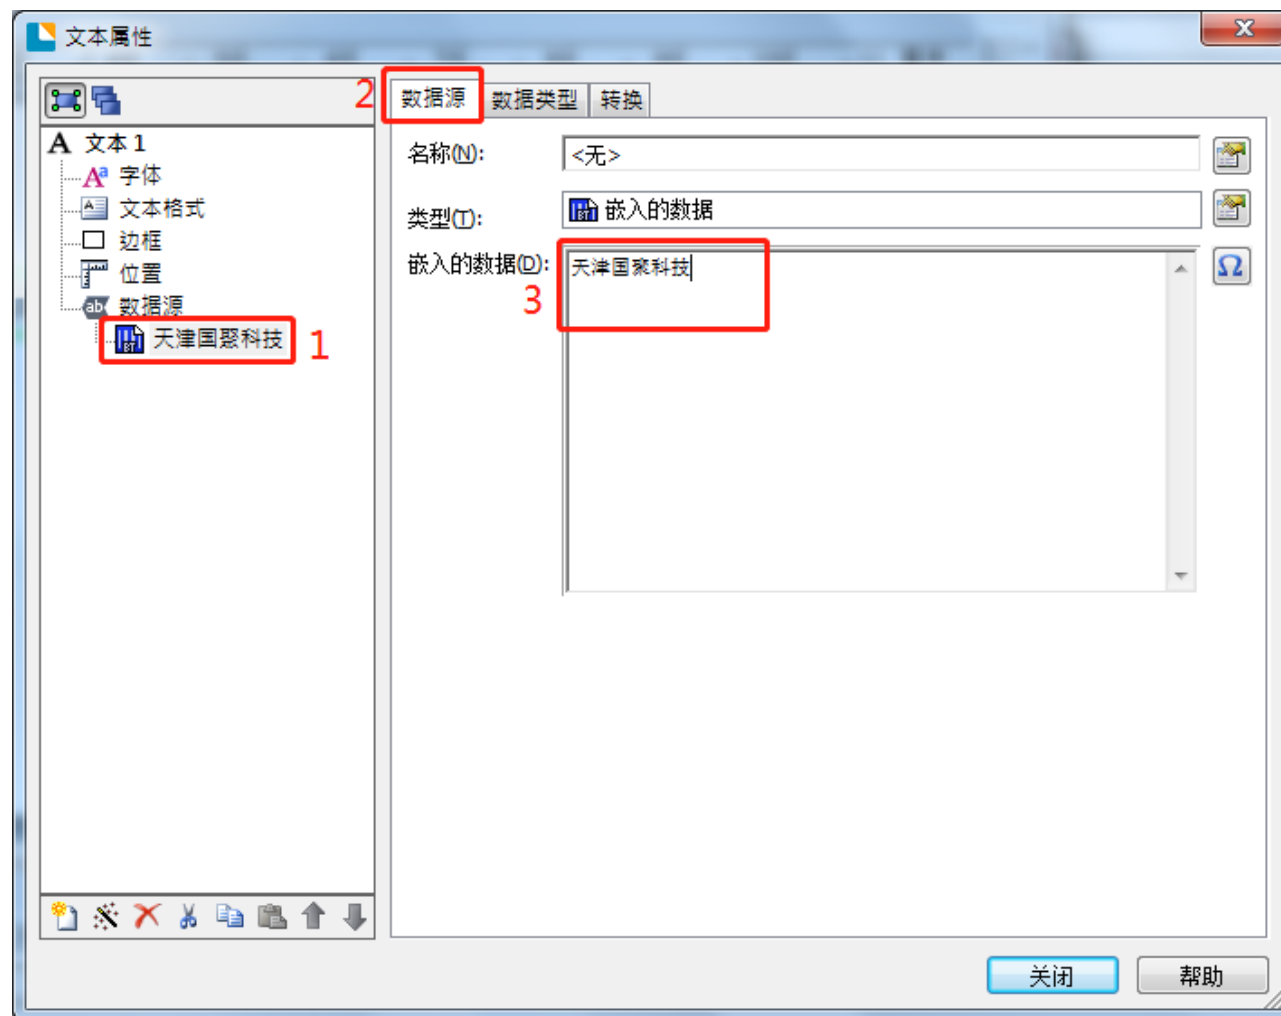 文本属性
2
数据源 数据类型 转换
A 文本 1
字体
文本格式
边框
位置
数据源
天津国聚科技 1
名称(N): <无>
类型(T): 嵌入的数据
嵌入的数据(D): 天津国聚科技
3
关闭 帮助